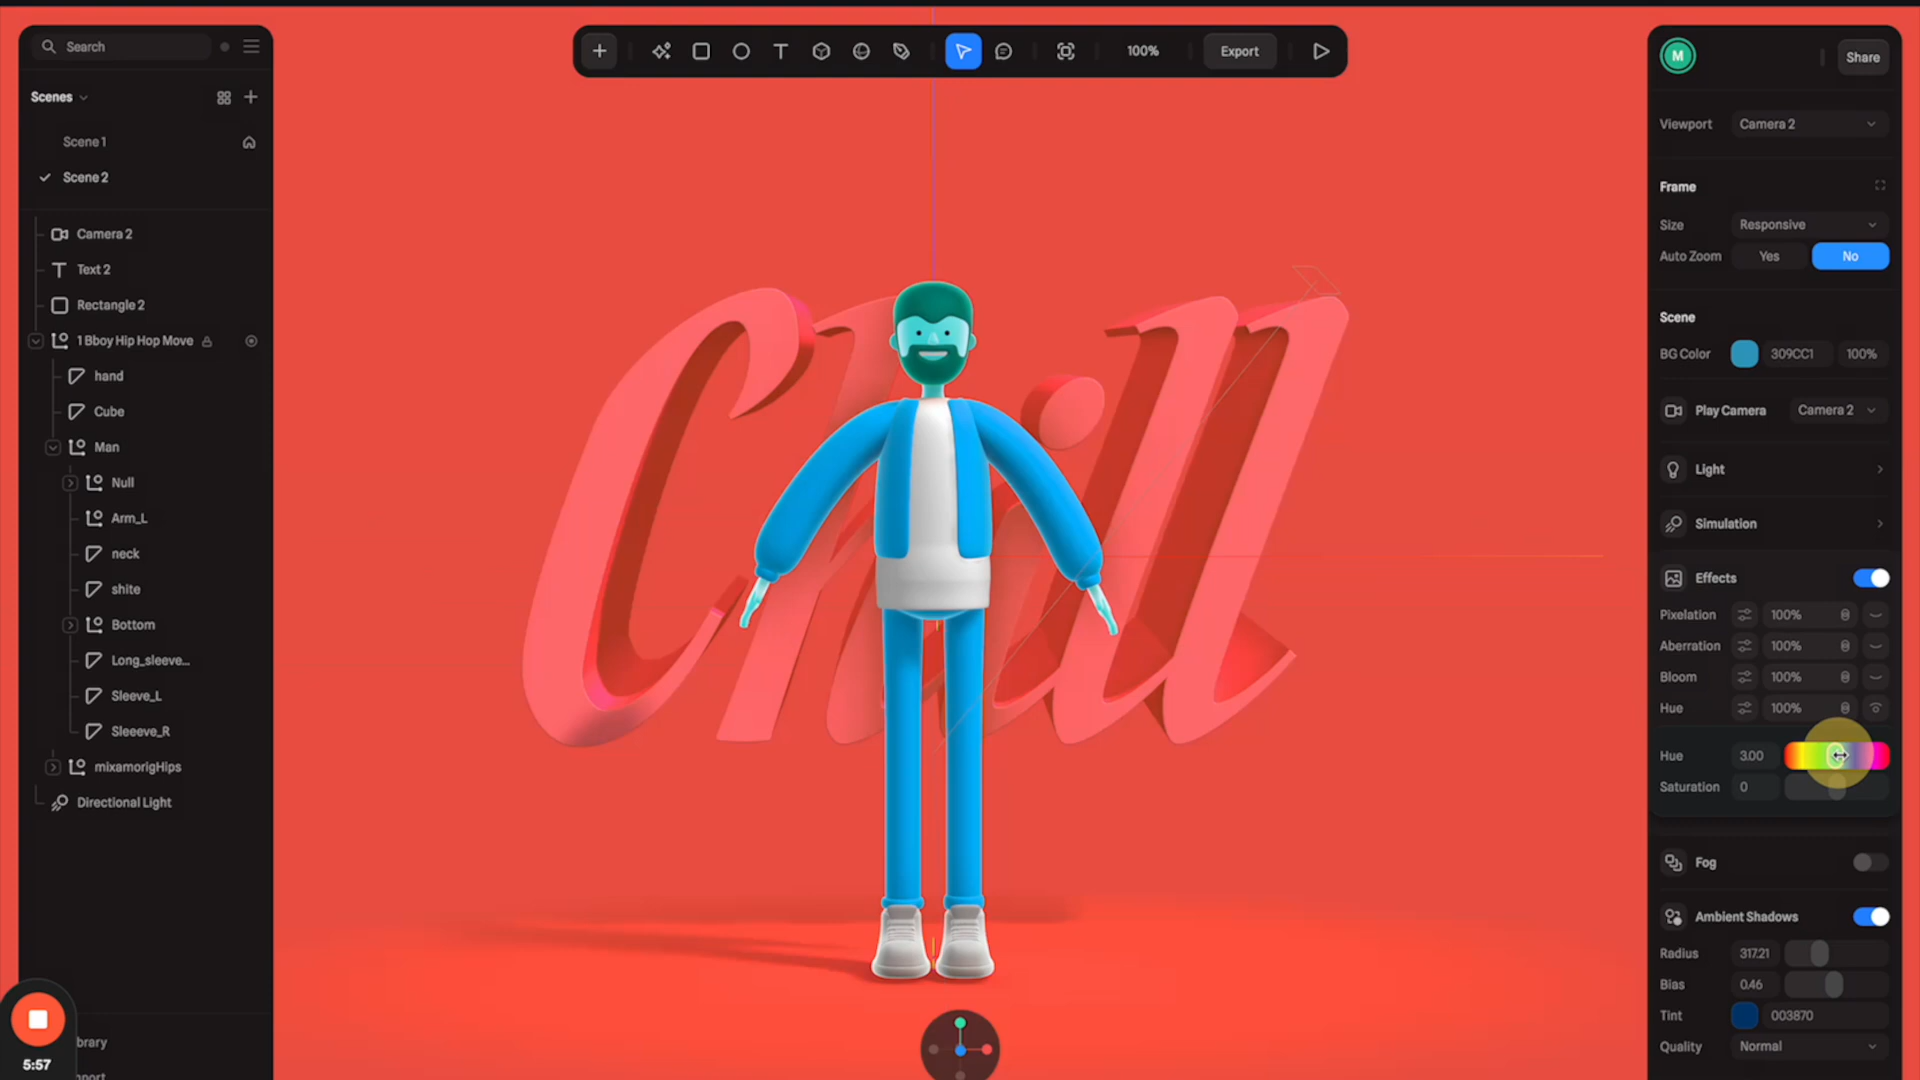 Search
Scenes
Scene 1
Scene 2
Camera 2
Text 2
Rectangle 2
1 Bboy Hip Hop Move
hand
Cube
Man
Null
Arm_L
neck
shite
Bottom
Long_sleeve...
Sleeve_L
Sleeeve_R
mixamorigHips
Directional Light
brary
5:57
T
100%
Export
Chill
M
Share
Viewport
Camera 2
Frame
Size
Responsive
Auto Zoom
Yes
No
Scene
BG Color
309CC1
100%
Play Camera
Camera 2
Light
Simulation
Effects
Pixelation
100%
Aberration
100%
Bloom
100%
Hue
100%
Hue
3.00
Saturation
0
Fog
Ambient Shadows
Radius
317.21
Bias
0.46
Tint
003870
Quality
Normal